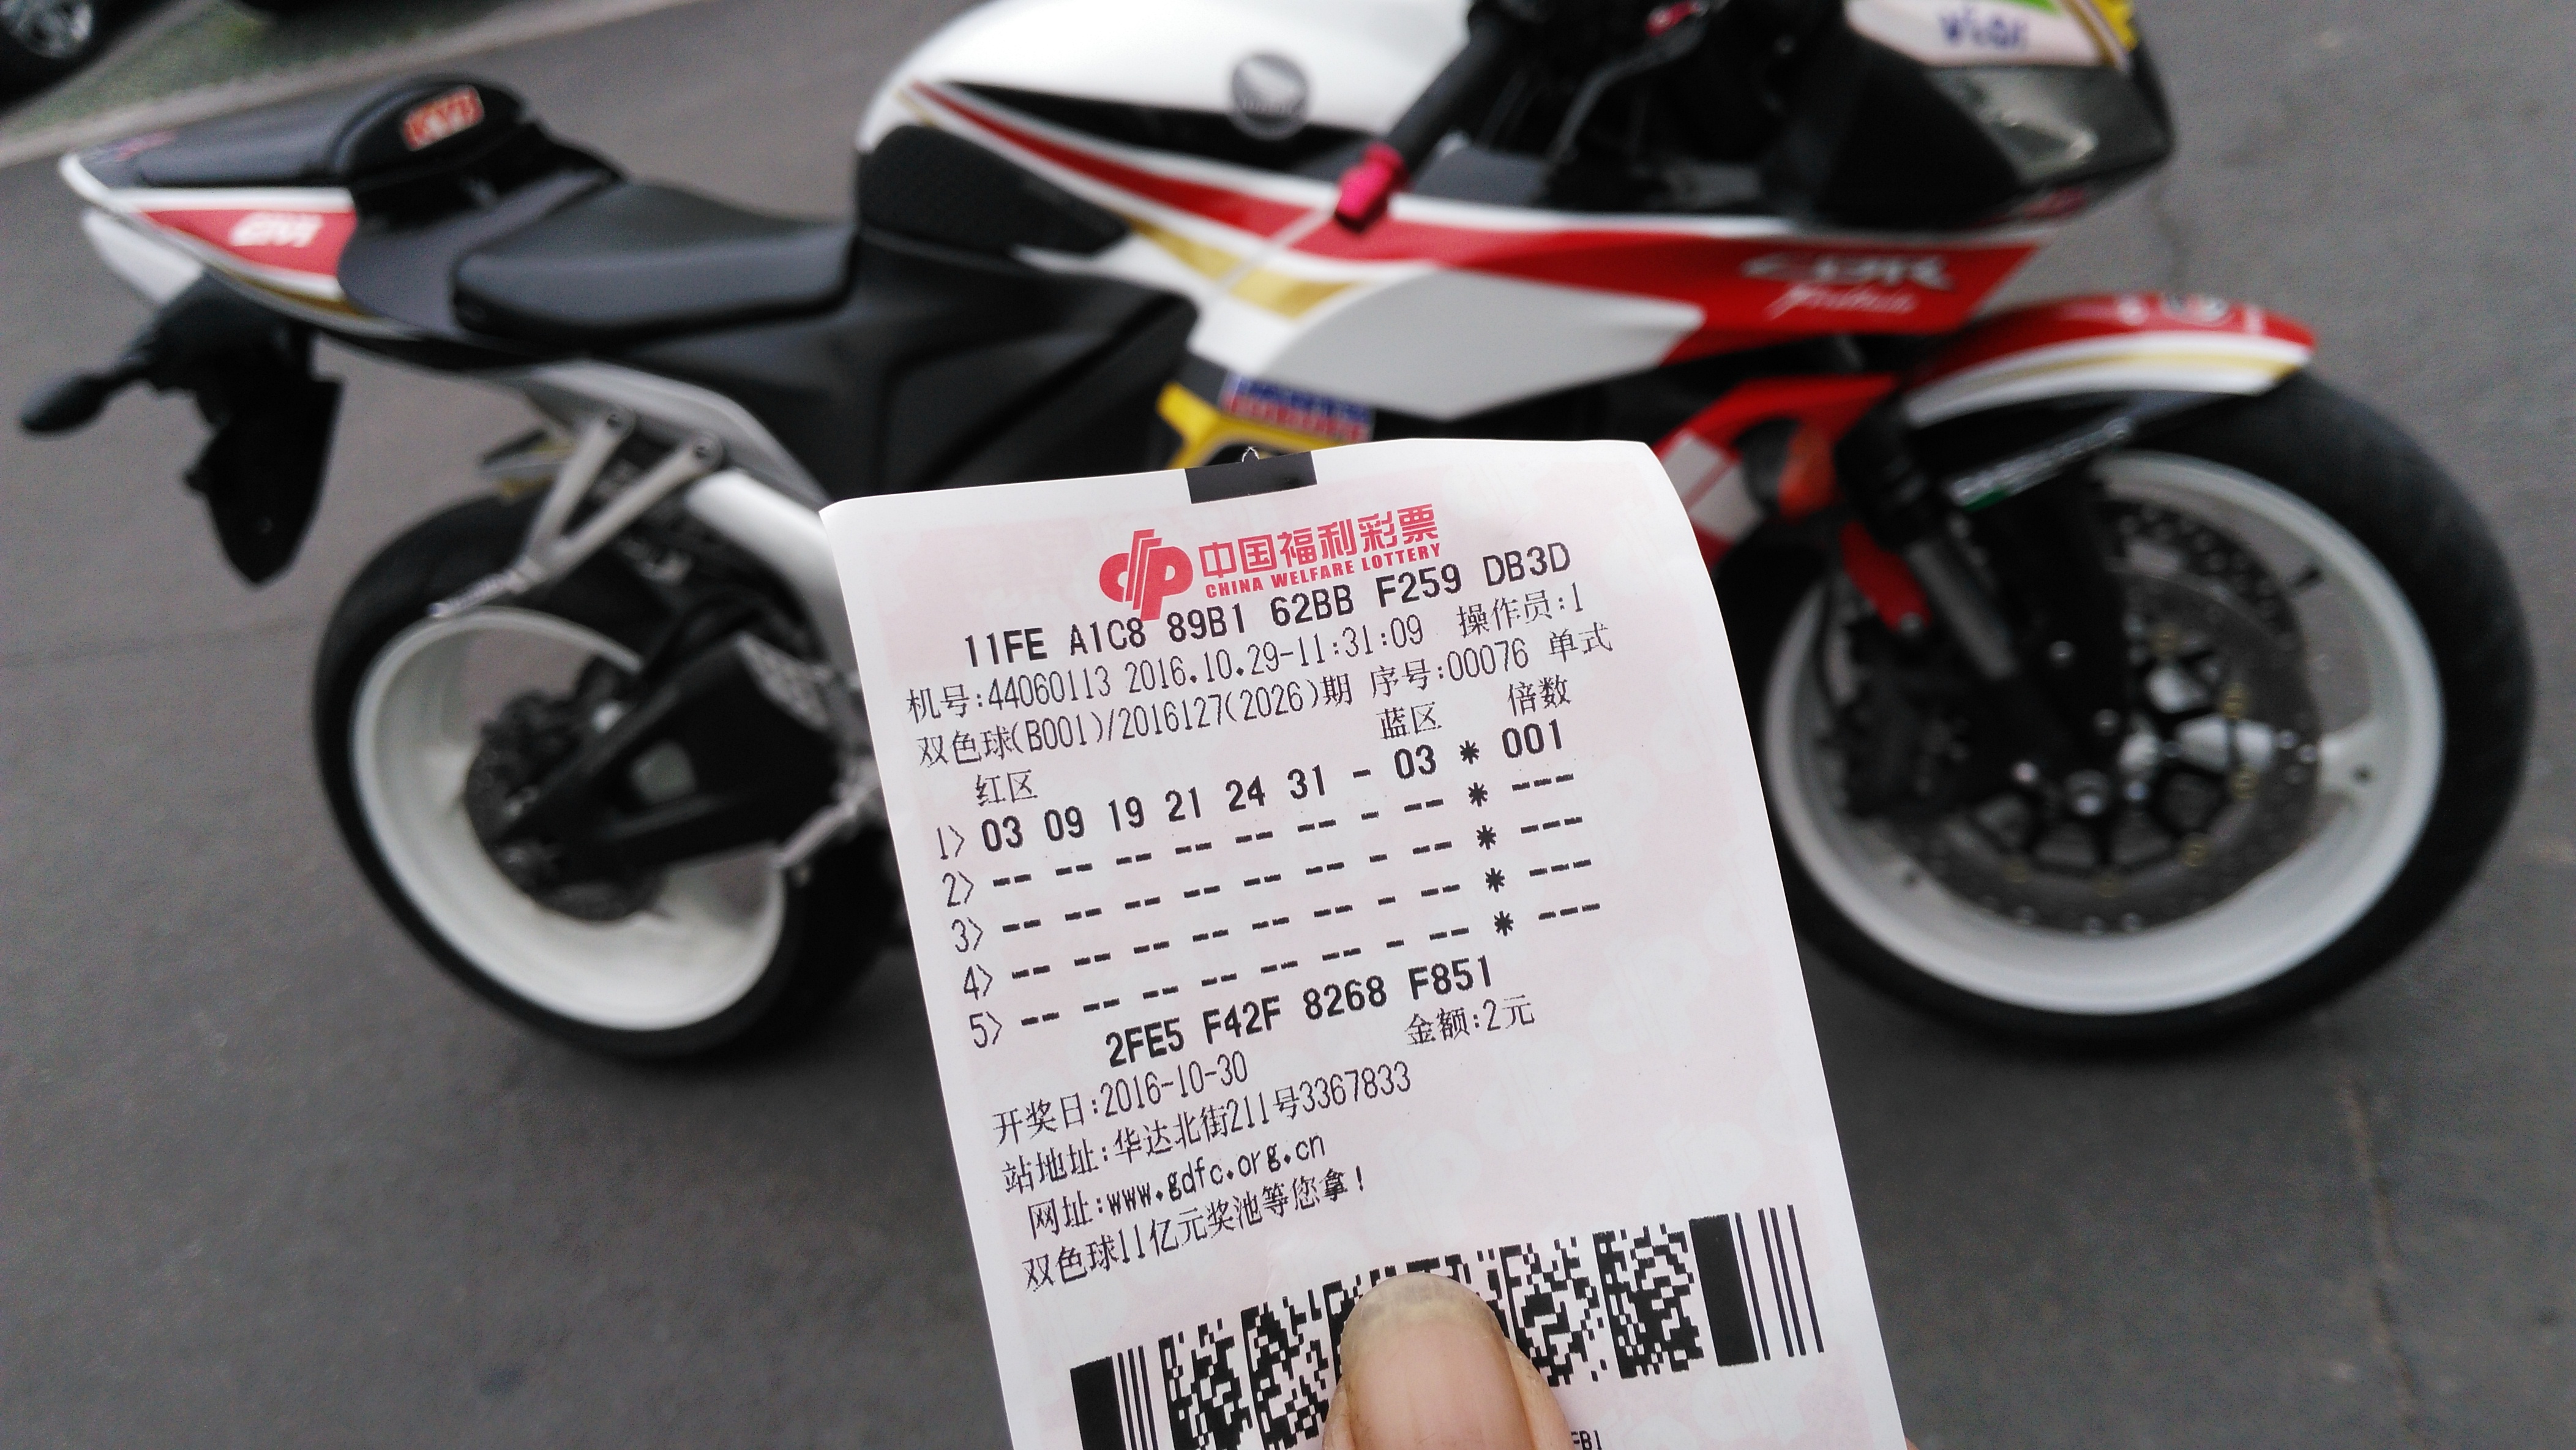 KYB
CBR
中国福利彩票
CHINA WELFARE LOTTERY
11FE A1C8 89B1 62BB F259 DB3D
机号:44060113 2016.10.29-11:31:09 操作员:1
双色球(B001)/2016127(2026)期 序号:00076 单式
红区 蓝区 倍数
1> 03 09 19 21 24 31 - 03 * 001
2> -- -- -- -- -- -- - -- * ---
3> -- -- -- -- -- -- - -- * ---
4> -- -- -- -- -- -- - -- * ---
5> -- -- -- -- -- -- - -- * ---
2FE5 F42F 8268 F851
金额:2元
开奖日:2016-10-30
站地址:华达北街211号3367833
网址:www.gdfc.org.cn
双色球11亿元奖池等您拿!
FB1